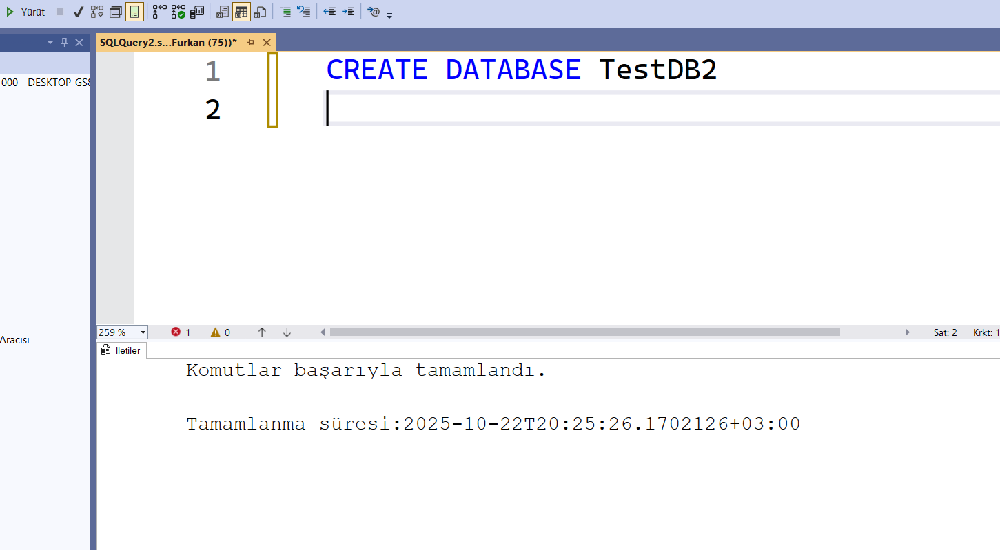 Yürüt
SQLQuery2.s...Furkan (75))*
000 - DESKTOP-GS8
1 CREATE DATABASE TestDB2
2
Aracısı
259 % 1 0 Sat: 2 Krkt: 1
İletiler
Komutlar başarıyla tamamlandı.
Tamamlanma süresi:2025-10-22T20:25:26.1702126+03:00